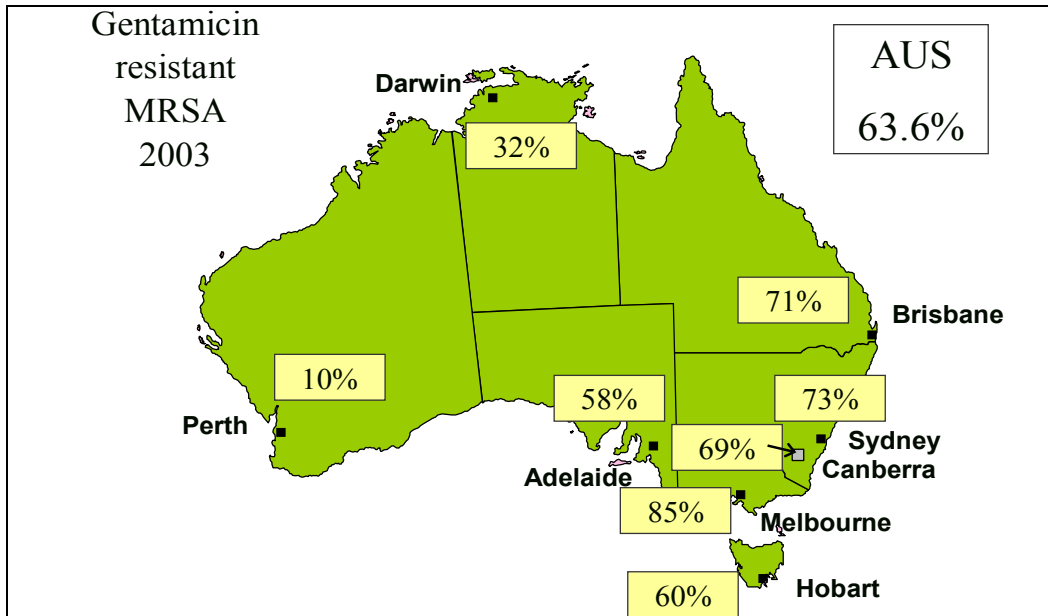 Gentamicin
resistant
MRSA
2003
AUS
63.6%
Darwin
32%
71%
Brisbane
10%
58%
73%
Perth
69%
Sydney
Canberra
Adelaide
85%
Melbourne
60%
Hobart